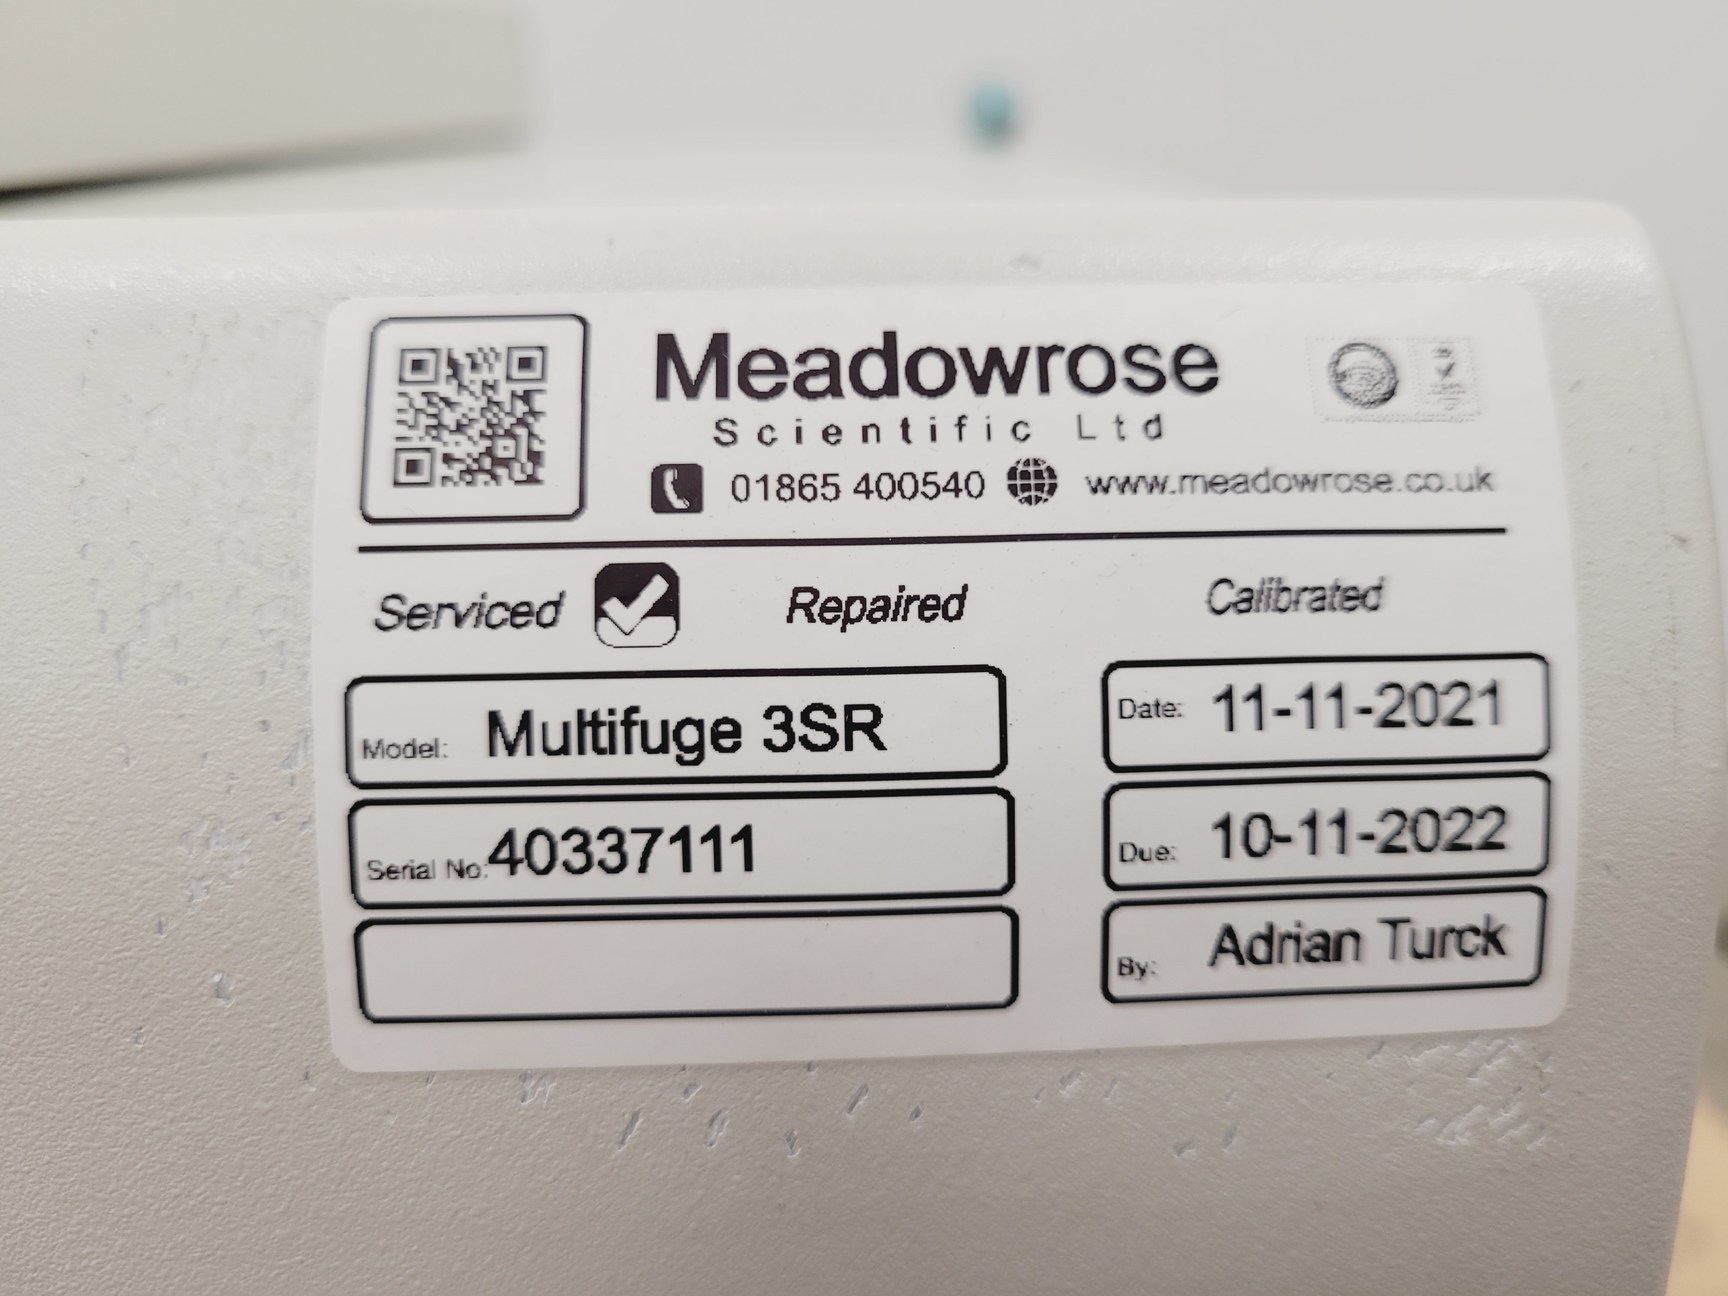 Meadowrose
Scientific Ltd
01865 400540 www.meadowrose.co.uk
Serviced Repaired Calibrated
Model: Multifuge 3SR
Date: 11-11-2021
Serial No: 40337111
Due: 10-11-2022
By: Adrian Turck